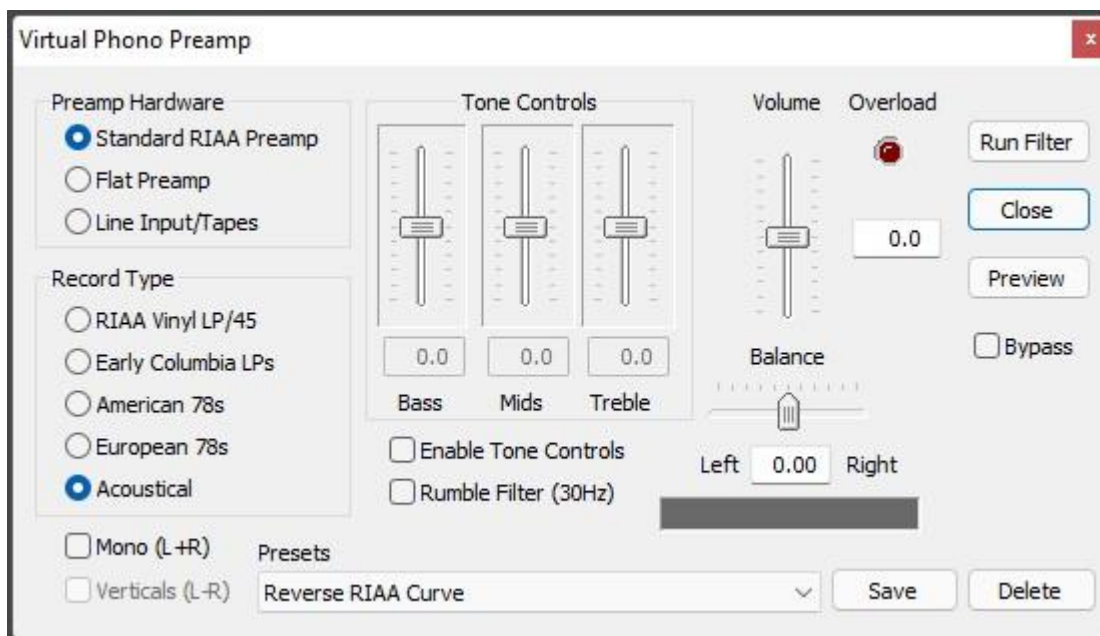 Virtual Phono Preamp
x
Preamp Hardware
Standard RIAA Preamp
Flat Preamp
Line Input/Tapes
Record Type
RIAA Vinyl LP/45
Early Columbia LPs
American 78s
European 78s
Acoustical
Mono (L+R)
Verticals (L-R)
Tone Controls
0.0 0.0 0.0
Bass Mids Treble
Enable Tone Controls
Rumble Filter (30Hz)
Volume Overload
0.0
Balance
Left 0.00 Right
Run Filter
Close
Preview
Bypass
Presets
Reverse RIAA Curve
Save Delete